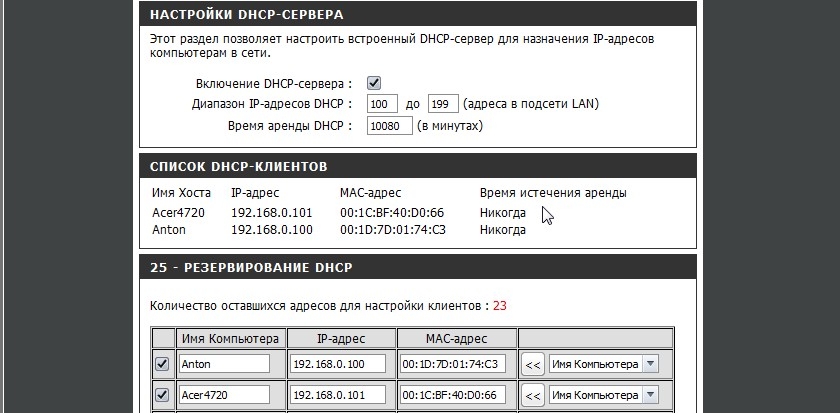 НАСТРОЙКИ DHCP-СЕРВЕРА
Этот раздел позволяет настроить встроенный DHCP-сервер для назначения IP-адресов
компьютерам в сети.
Включение DHCP-сервера :
Диапазон IP-адресов DHCP : 100 до 199 (адреса в подсети LAN)
Время аренды DHCP : 10080 (в минутах)
СПИСОК DHCP-КЛИЕНТОВ
Имя Хоста IP-адрес MAC-адрес Время истечения аренды
Acer4720 192.168.0.101 00:1C:BF:40:D0:66 Никогда
Anton 192.168.0.100 00:1D:7D:01:74:C3 Никогда
25 - РЕЗЕРВИРОВАНИЕ DHCP
Количество оставшихся адресов для настройки клиентов : 23
Имя Компьютера IP-адрес MAC-адрес
Anton 192.168.0.100 00:1D:7D:01:74:C3 << Имя Компьютера
Acer4720 192.168.0.101 00:1C:BF:40:D0:66 << Имя Компьютера